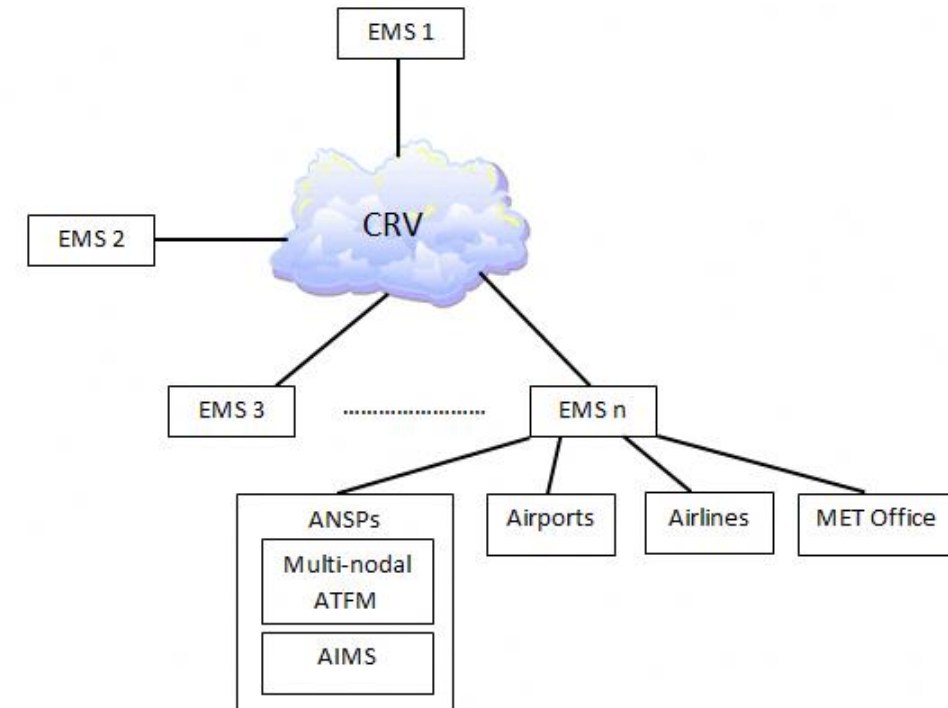 EMS 1
CRV
EMS 2
EMS 3
EMS n
ANSPs
Airports
Airlines
MET Office
Multi-nodal
ATFM
AIMS